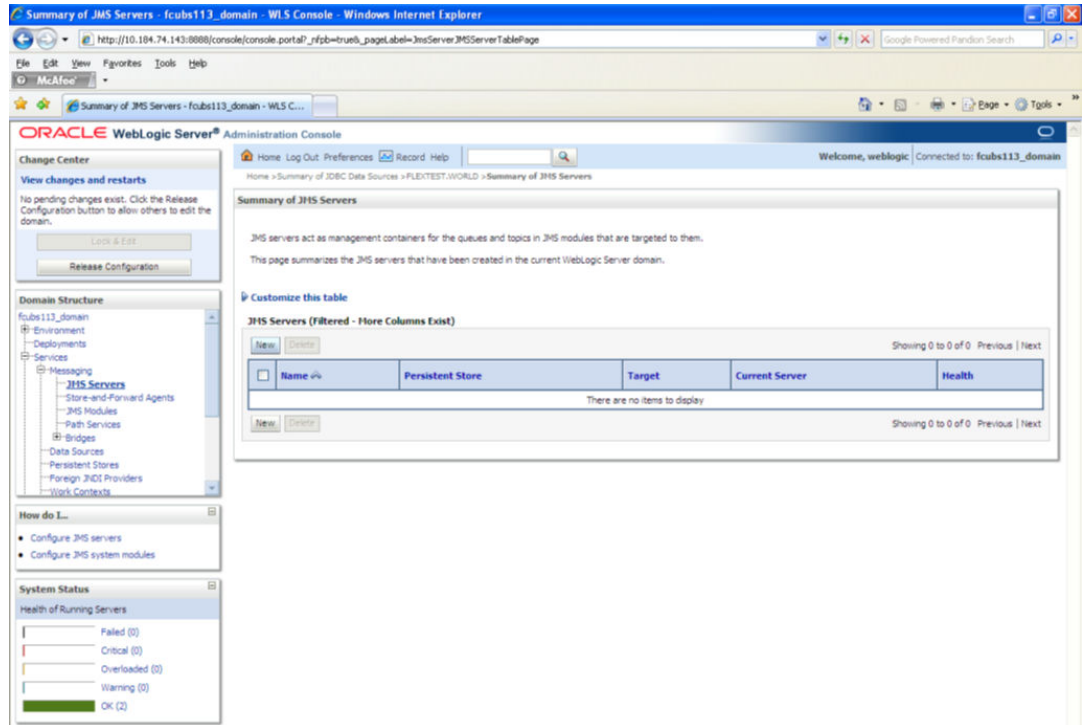 Summary of JMS Servers - fcubs113_domain - WLS Console - Windows Internet Explorer
http://10.184.74.143:8888/console/console.portal?_nfpb=true&_pageLabel=JmsServerJMSServerTablePage
Google Powered Pandion Search
File Edit View Favorites Tools Help
McAfee
Summary of JMS Servers - fcubs113_domain - WLS C...
Page Tools
ORACLE WebLogic Server® Administration Console
Change Center
View changes and restarts
No pending changes exist. Click the Release
Configuration button to allow others to edit the
domain.
Lock & Edit
Release Configuration
Domain Structure
fcubs113_domain
Environment
Deployments
Services
Messaging
JMS Servers
Store-and-Forward Agents
JMS Modules
Path Services
Bridges
Data Sources
Persistent Stores
Foreign JNDI Providers
Work Contexts
How do I...
Configure JMS servers
Configure JMS system modules
System Status
Health of Running Servers
Failed (0)
Critical (0)
Overloaded (0)
Warning (0)
OK (2)
Home Log Out Preferences Record Help
Welcome, weblogic Connected to: fcubs113_domain
Home >Summary of JDBC Data Sources >FLEXTEST.WORLD >Summary of JMS Servers
Summary of JMS Servers
JMS servers act as management containers for the queues and topics in JMS modules that are targeted to them.
This page summarizes the JMS servers that have been created in the current WebLogic Server domain.
Customize this table
JMS Servers (Filtered - More Columns Exist)
New Delete Showing 0 to 0 of 0 Previous | Next
Name Persistent Store Target Current Server Health
There are no items to display
New Delete Showing 0 to 0 of 0 Previous | Next